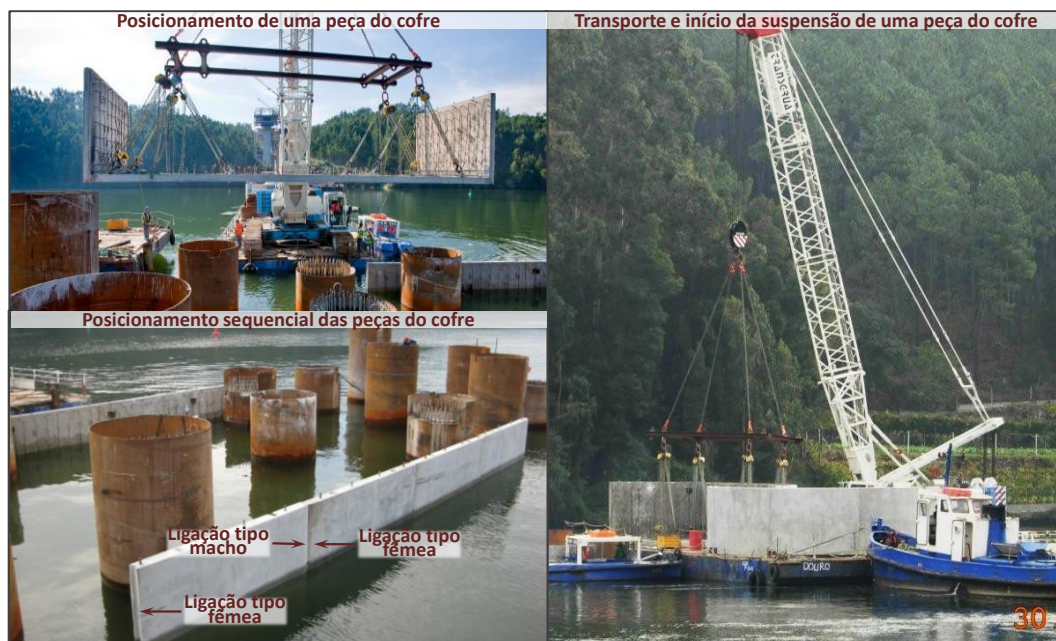 Posicionamento de uma peça do cofre
Transporte e início da suspensão de uma peça do cofre
TRANSGRUA
Posicionamento sequencial das peças do cofre
Ligação tipo
macho
Ligação tipo
fêmea
Ligação tipo
fêmea
DOURO
30